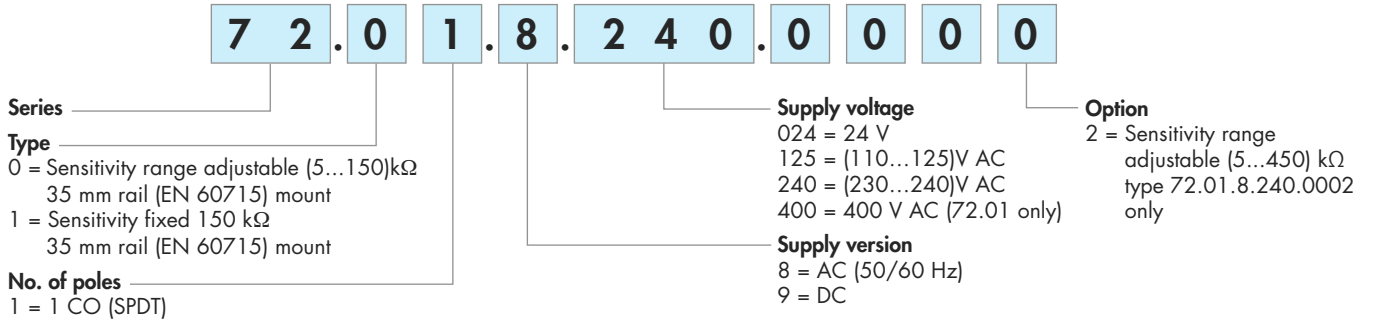 7 2 . 0 1 . 8 . 2 4 0 . 0 0 0 0
Series
Type
0 = Sensitivity range adjustable (5...150)kΩ
35 mm rail (EN 60715) mount
1 = Sensitivity fixed 150 kΩ
35 mm rail (EN 60715) mount
No. of poles
1 = 1 CO (SPDT)
Supply voltage
024 = 24 V
125 = (110...125)V AC
240 = (230...240)V AC
400 = 400 V AC (72.01 only)
Supply version
8 = AC (50/60 Hz)
9 = DC
Option
2 = Sensitivity range
adjustable (5...450) kΩ
type 72.01.8.240.0002
only